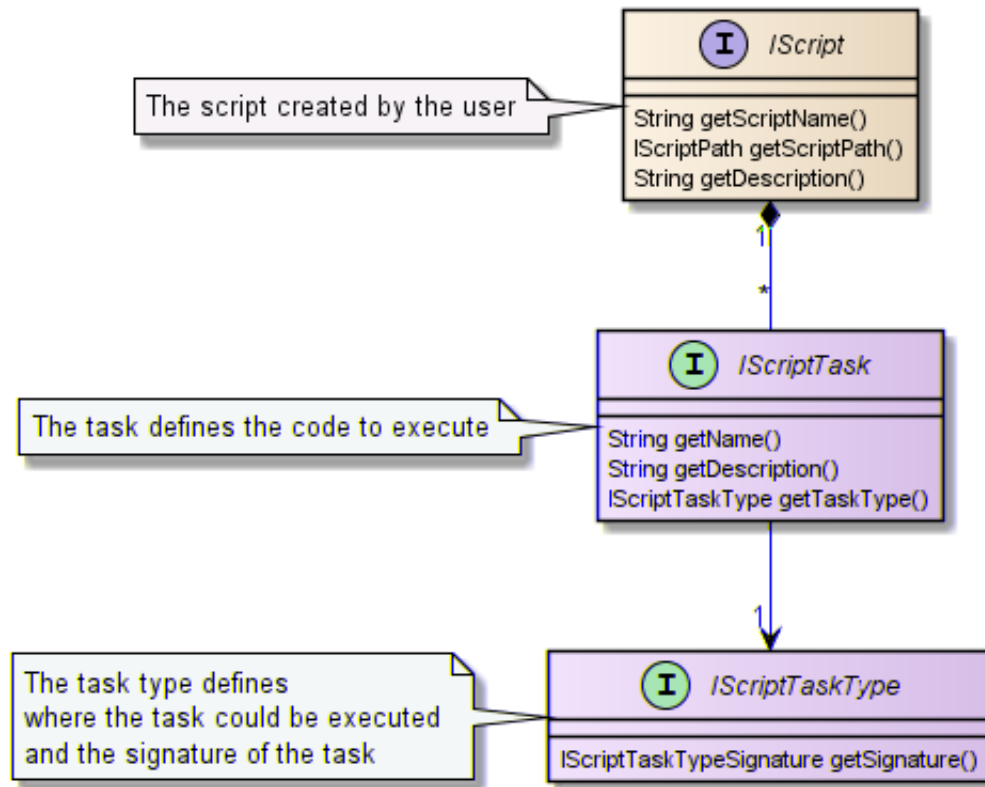 I IScript
The script created by the user
String getScriptName()
IScriptPath getScriptPath()
String getDescription()
1
*
I IScriptTask
The task defines the code to execute
String getName()
String getDescription()
IScriptTaskType getTaskType()
1
I IScriptTaskType
The task type defines
where the task could be executed
and the signature of the task
IScriptTaskTypeSignature getSignature()